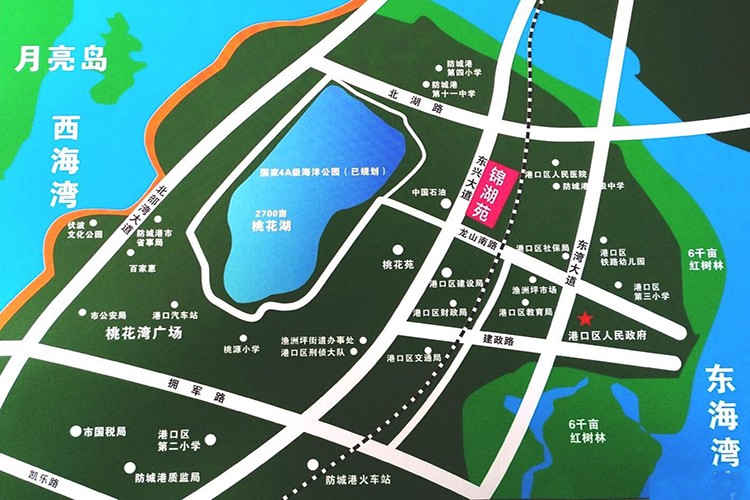 月亮岛
西海湾
防城港
第四小学
防城港
第十一中学
北湖路
国家4A级海洋公园（已规划）
2700亩
桃花湖
北部湾大道
东兴大道
锦湖苑
港口区人民医院
中国石油
伏波
文化公园
防城港市
省事局
百家惠
龙山南路
桃花苑
港口区社保局
东湾大道
港口区
铁路幼儿园
6千亩
红树林
港口区建设局
渔洲坪市场
港口区
第三小学
市公安局
港口汽车站
桃花湾广场
港口区财政局
港口区教育局
港口区人民政府
桃源小学
渔洲坪街道办事处
港口区刑侦大队
港口区交通局
建政路
东海湾
拥军路
6千亩
红树林
市国税局
港口区
第二小学
凯乐路
防城港质监局
防城港火车站